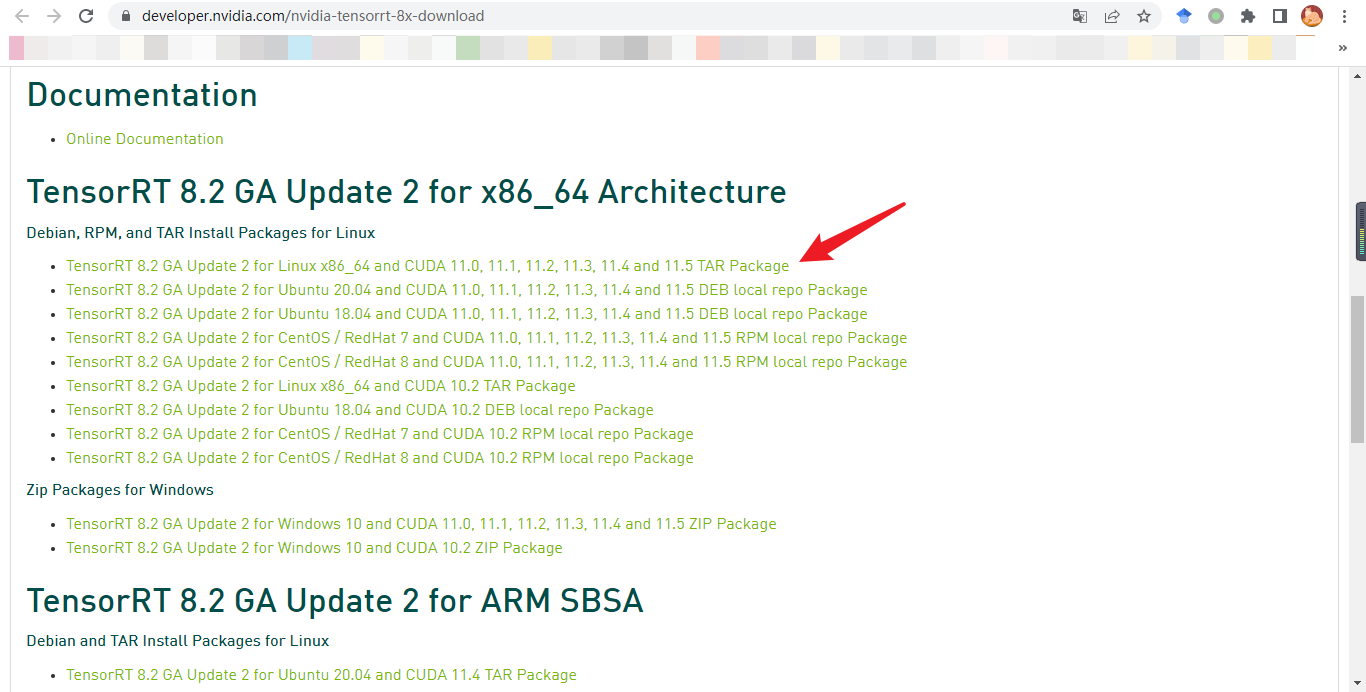 developer.nvidia.com/nvidia-tensorrt-8x-download
Documentation
Online Documentation
TensorRT 8.2 GA Update 2 for x86_64 Architecture
Debian, RPM, and TAR Install Packages for Linux
TensorRT 8.2 GA Update 2 for Linux x86_64 and CUDA 11.0, 11.1, 11.2, 11.3, 11.4 and 11.5 TAR Package
TensorRT 8.2 GA Update 2 for Ubuntu 20.04 and CUDA 11.0, 11.1, 11.2, 11.3, 11.4 and 11.5 DEB local repo Package
TensorRT 8.2 GA Update 2 for Ubuntu 18.04 and CUDA 11.0, 11.1, 11.2, 11.3, 11.4 and 11.5 DEB local repo Package
TensorRT 8.2 GA Update 2 for CentOS / RedHat 7 and CUDA 11.0, 11.1, 11.2, 11.3, 11.4 and 11.5 RPM local repo Package
TensorRT 8.2 GA Update 2 for CentOS / RedHat 8 and CUDA 11.0, 11.1, 11.2, 11.3, 11.4 and 11.5 RPM local repo Package
TensorRT 8.2 GA Update 2 for Linux x86_64 and CUDA 10.2 TAR Package
TensorRT 8.2 GA Update 2 for Ubuntu 18.04 and CUDA 10.2 DEB local repo Package
TensorRT 8.2 GA Update 2 for CentOS / RedHat 7 and CUDA 10.2 RPM local repo Package
TensorRT 8.2 GA Update 2 for CentOS / RedHat 8 and CUDA 10.2 RPM local repo Package
Zip Packages for Windows
TensorRT 8.2 GA Update 2 for Windows 10 and CUDA 11.0, 11.1, 11.2, 11.3, 11.4 and 11.5 ZIP Package
TensorRT 8.2 GA Update 2 for Windows 10 and CUDA 10.2 ZIP Package
TensorRT 8.2 GA Update 2 for ARM SBSA
Debian and TAR Install Packages for Linux
TensorRT 8.2 GA Update 2 for Ubuntu 20.04 and CUDA 11.4 TAR Package